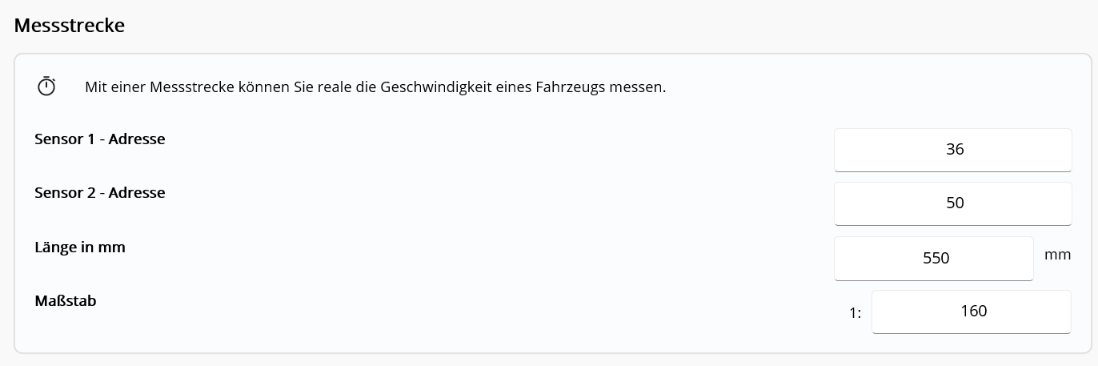 Messstrecke
Mit einer Messstrecke können Sie reale die Geschwindigkeit eines Fahrzeugs messen.
Sensor 1 - Adresse
36
Sensor 2 - Adresse
50
Länge in mm
550
mm
Maßstab
1:
160